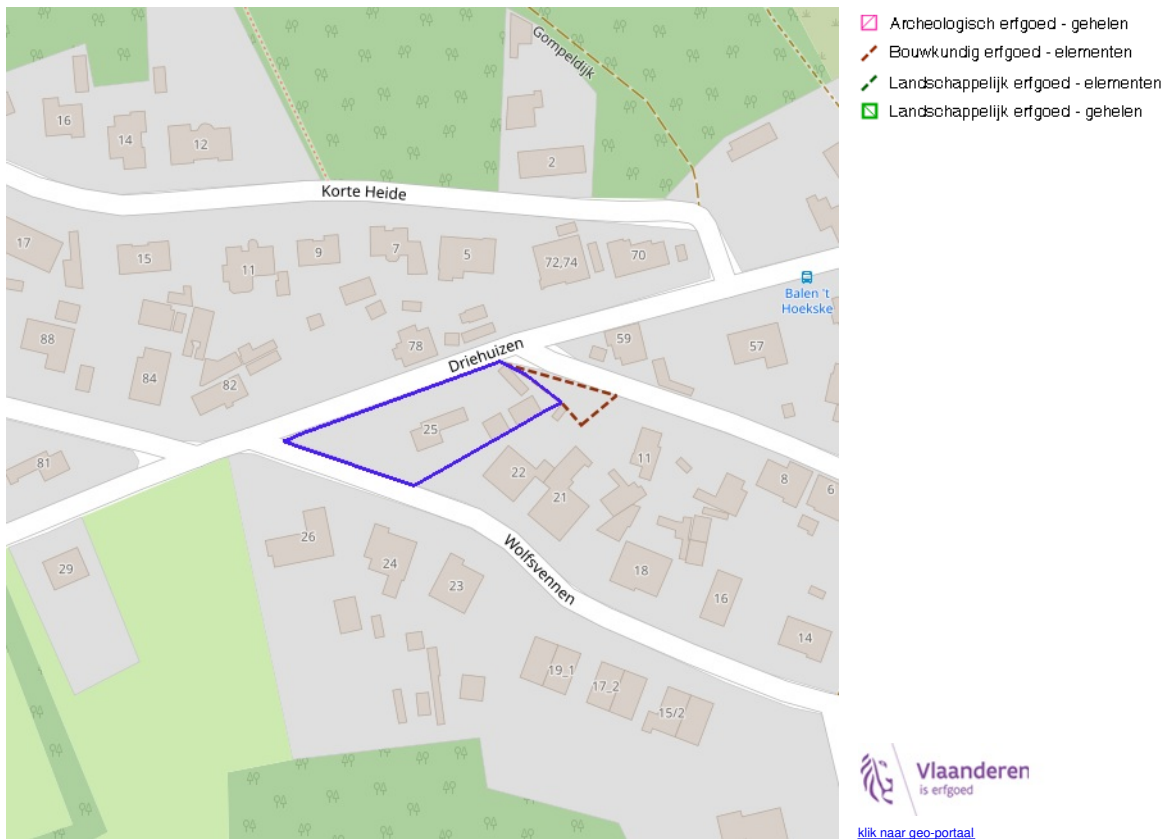 Archeologisch erfgoed - gehelen
Bouwkundig erfgoed - elementen
Landschappelijk erfgoed - elementen
Landschappelijk erfgoed - gehelen
Gompeldijk
16
14
12
2
Korte Heide
17
15
11
9
7
5
72,74
70
Balen 't
Hoekske
88
84
82
78
Driehuizen
59
57
25
81
22
21
11
8
6
29
26
24
23
Wolfsvennen
18
16
14
19_1
17_2
15/2
Vlaanderen
is erfgoed
klik naar geo-portaal